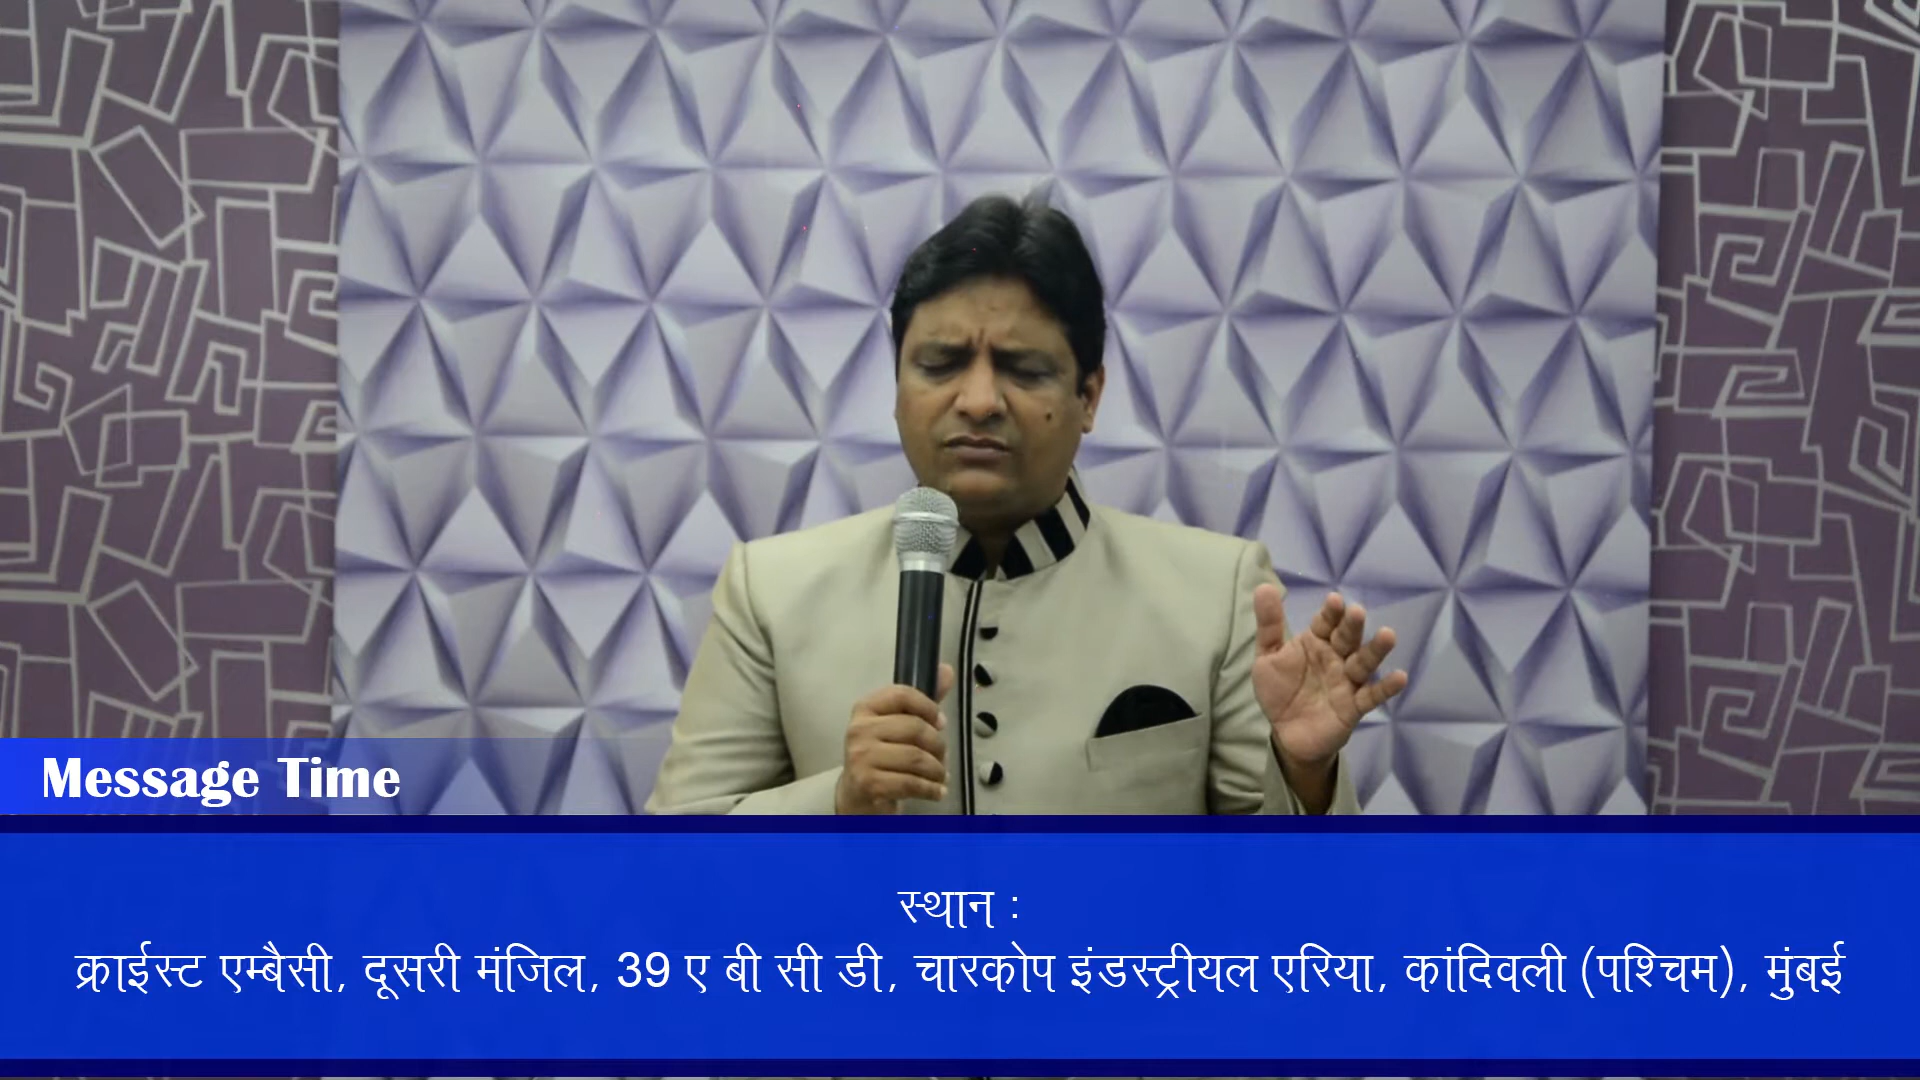 Message Time
स्थान :
क्राईस्ट एम्बैसी, दूसरी मंजिल, 39 ए बी सी डी, चारकोप इंडस्ट्रीयल एरिया, कांदिवली (पश्चिम), मुंबई